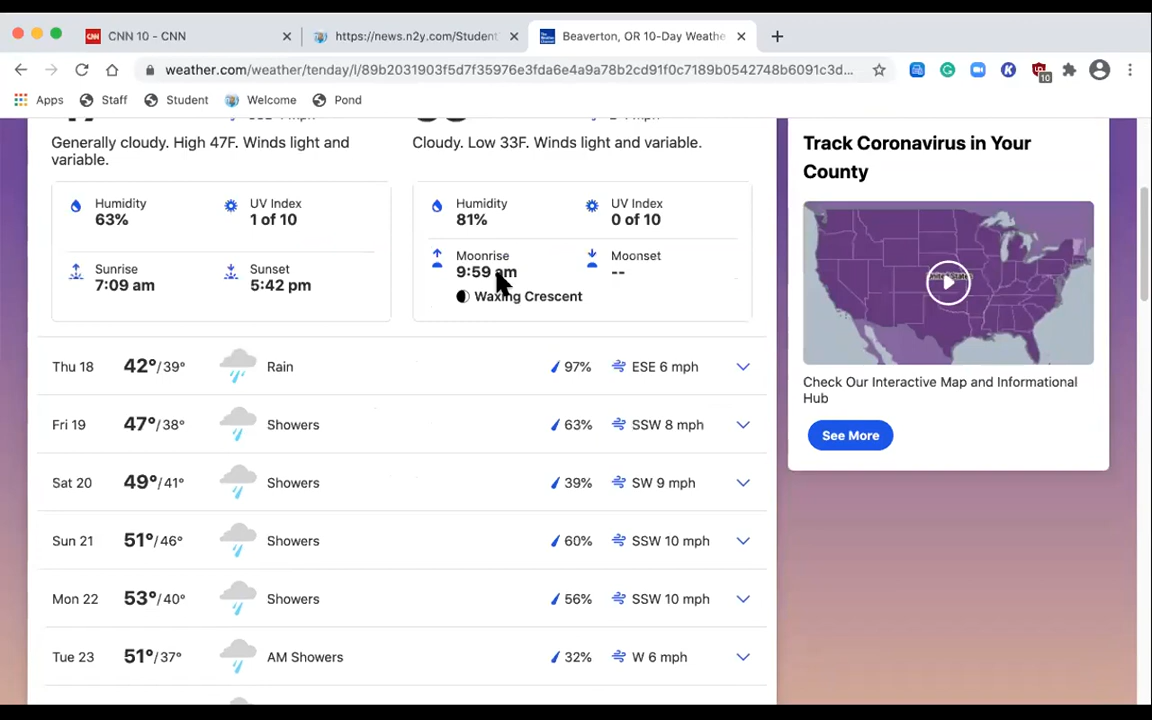 CNN 10 - CNN
https://news.n2y.com/Student
Beaverton, OR 10-Day Weathe
weather.com/weather/tenday/l/89b2031903f5d7f35976e3fda6e4a9a78b2cd91f0c7189b0542748b6091c3d...
10
Apps Staff Student Welcome Pond
Generally cloudy. High 47F. Winds light and
variable.
Humidity
63%
UV Index
1 of 10
Sunrise
7:09 am
Sunset
5:42 pm
Cloudy. Low 33F. Winds light and variable.
Humidity
81%
UV Index
0 of 10
Moonrise
9:59 am
Moonset
--
Waxing Crescent
Thu 18 42°/39° Rain 97% ESE 6 mph
Fri 19 47°/38° Showers 63% SSW 8 mph
Sat 20 49°/41° Showers 39% SW 9 mph
Sun 21 51°/46° Showers 60% SSW 10 mph
Mon 22 53°/40° Showers 56% SSW 10 mph
Tue 23 51°/37° AM Showers 32% W 6 mph
Track Coronavirus in Your
County
United States
Check Our Interactive Map and Informational
Hub
See More